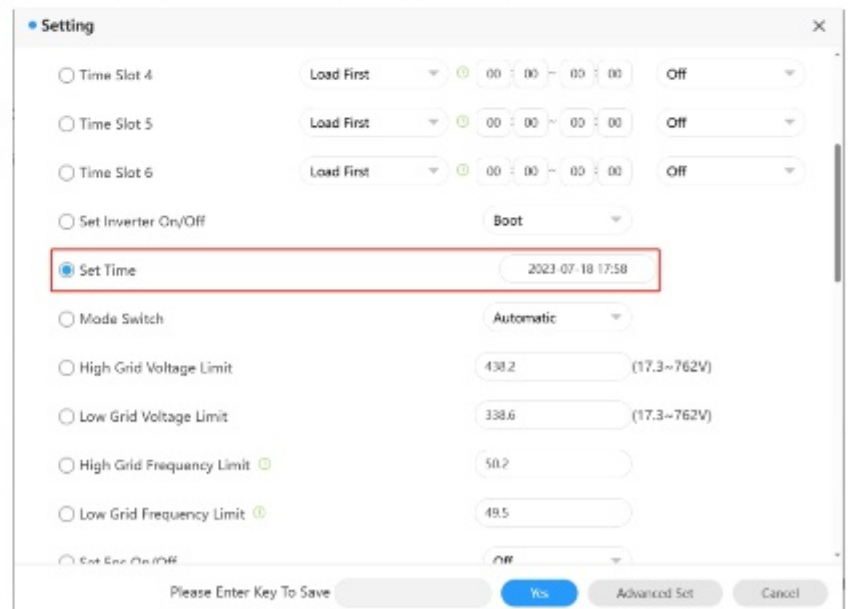 Setting
Time Slot 4 Load First 00 : 00 ~ 00 : 00 Off
Time Slot 5 Load First 00 : 00 ~ 00 : 00 Off
Time Slot 6 Load First 00 : 00 ~ 00 : 00 Off
Set Inverter On/Off Boot
Set Time 2023-07-18 17:58
Mode Switch Automatic
High Grid Voltage Limit 438.2 (17.3~762V)
Low Grid Voltage Limit 338.6 (17.3~762V)
High Grid Frequency Limit 50.2
Low Grid Frequency Limit 49.5
Set Eps On/Off Off
Please Enter Key To Save Yes Advanced Set Cancel